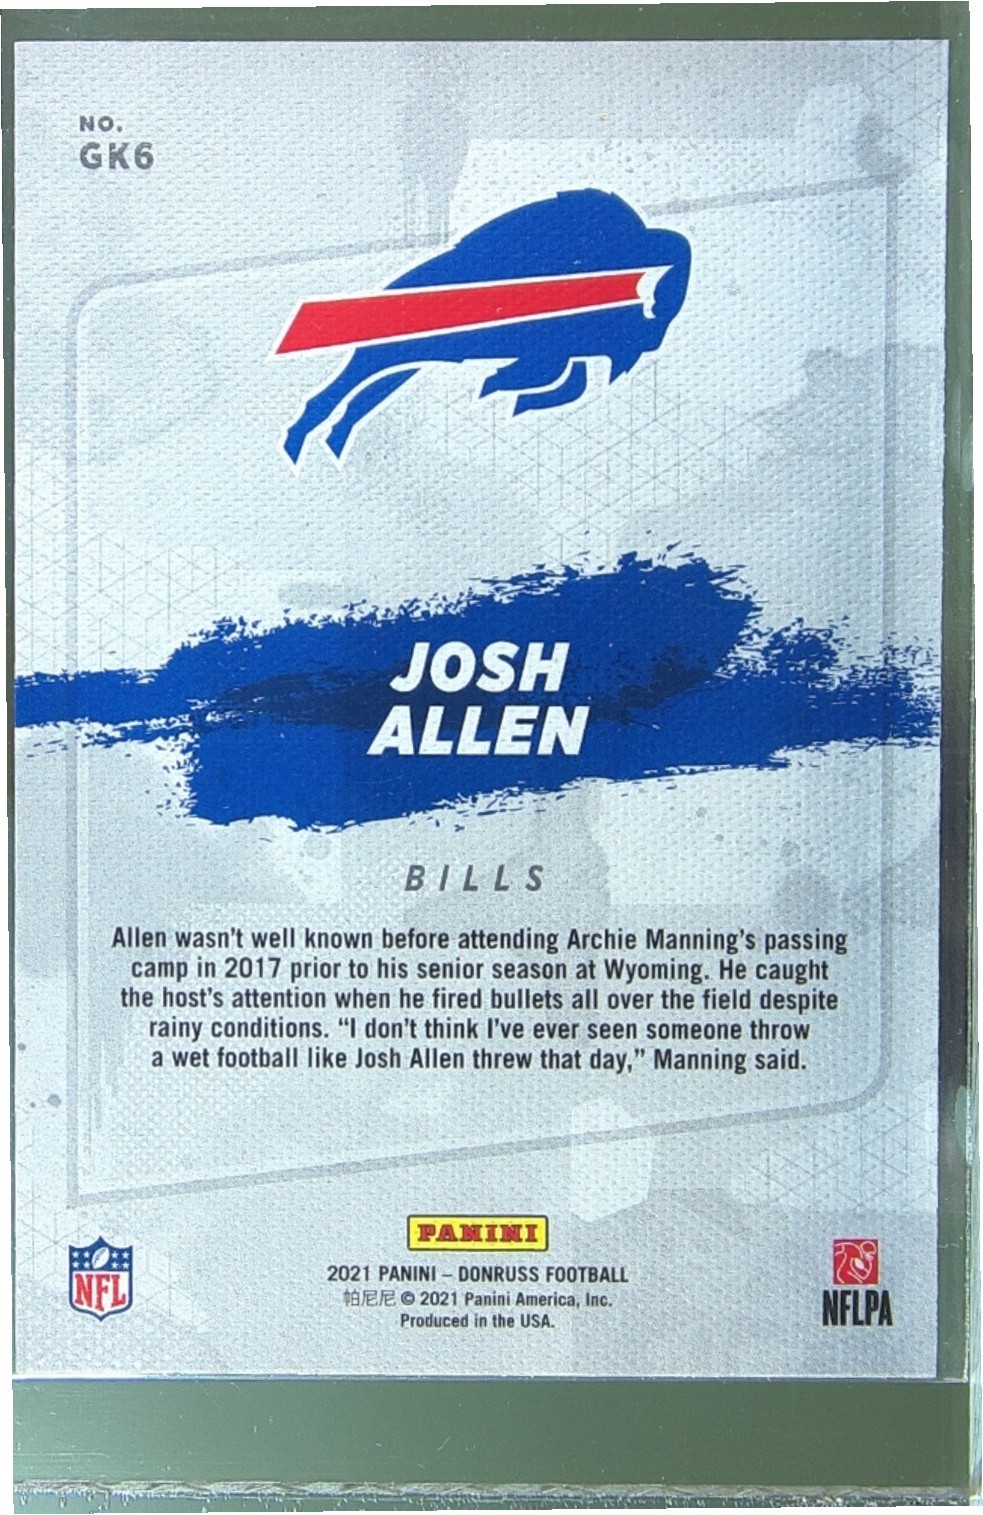 NO.
GK6
JOSH
ALLEN
BILLS
Allen wasn't well known before attending Archie Manning's passing
camp in 2017 prior to his senior season at Wyoming. He caught
the host's attention when he fired bullets all over the field despite
rainy conditions. “I don't think I've ever seen someone throw
a wet football like Josh Allen threw that day,” Manning said.
PANINI
2021 PANINI – DONRUSS FOOTBALL
帕尼尼 © 2021 Panini America, Inc.
Produced in the USA.
NFL
NFLPA